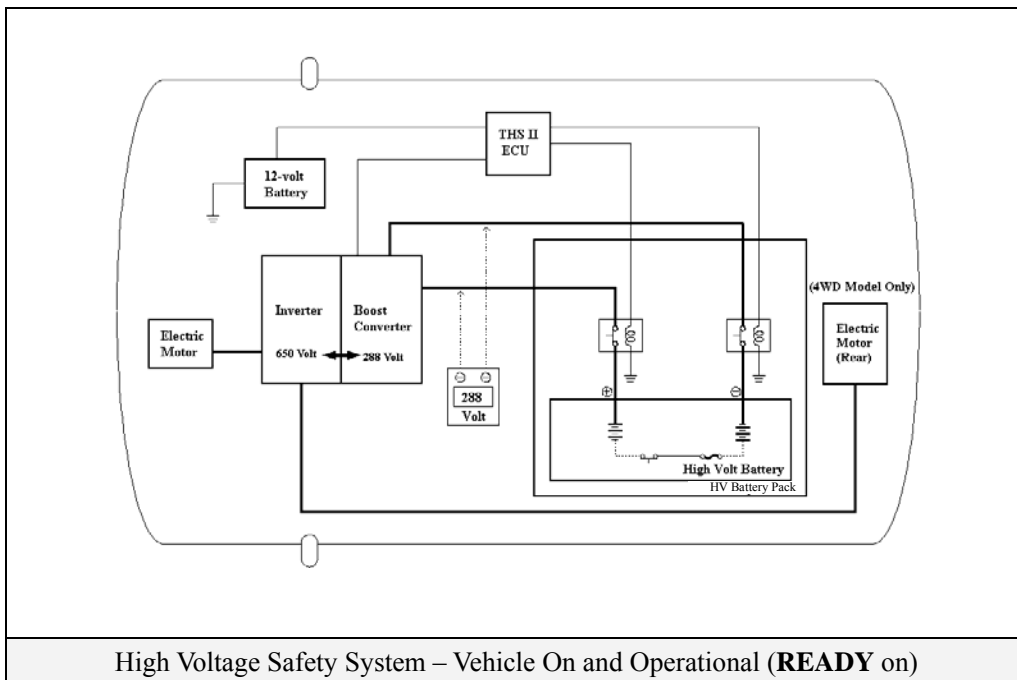 THS II
ECU
12-volt
Battery
(4WD Model Only)
Inverter
Boost
Converter
650 Volt
288 Volt
Electric
Motor
Electric
Motor
(Rear)
288
Volt
High Volt Battery
HV Battery Pack
High Voltage Safety System – Vehicle On and Operational (READY on)